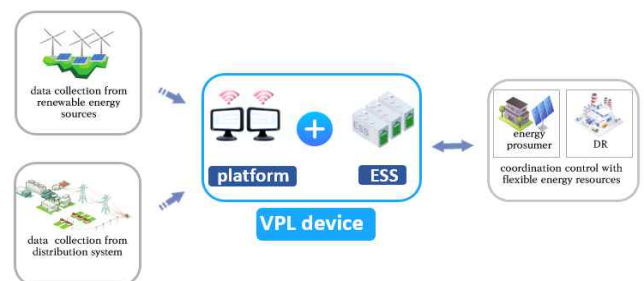 data collection from
renewable energy
sources
data collection from
distribution system
platform
ESS
VPL device
energy
prosumer
DR
coordination control with
flexible energy resources